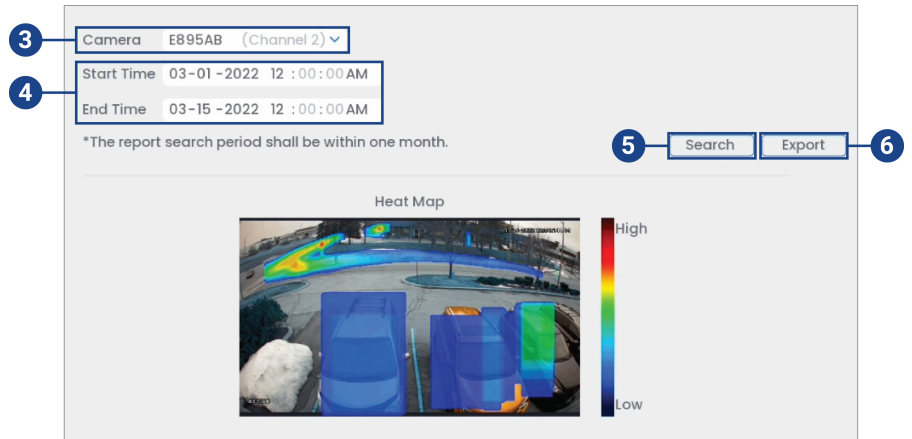 3 Camera E895AB (Channel 2)
Start Time 03-01 -2022 12 :00:00 AM
4
End Time 03-15 -2022 12 :00:00 AM
*The report search period shall be within one month.
5 Search Export 6
Heat Map
High
Low